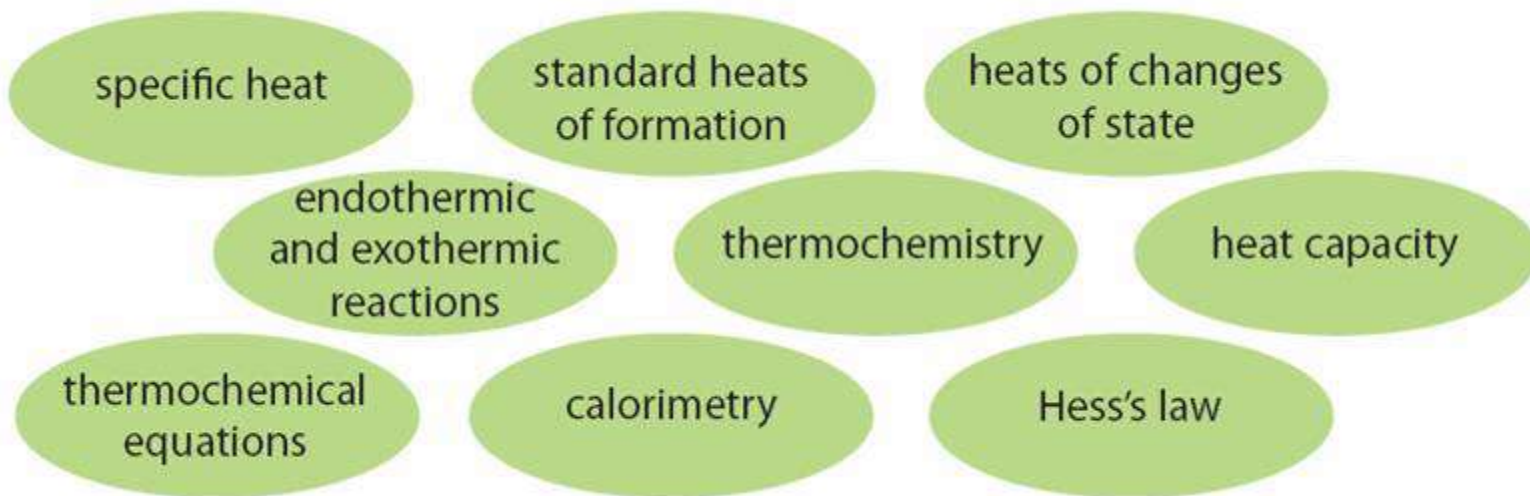 specific heat
standard heats
of formation
heats of changes
of state
endothermic
and exothermic
reactions
thermochemistry
heat capacity
thermochemical
equations
calorimetry
Hess's law